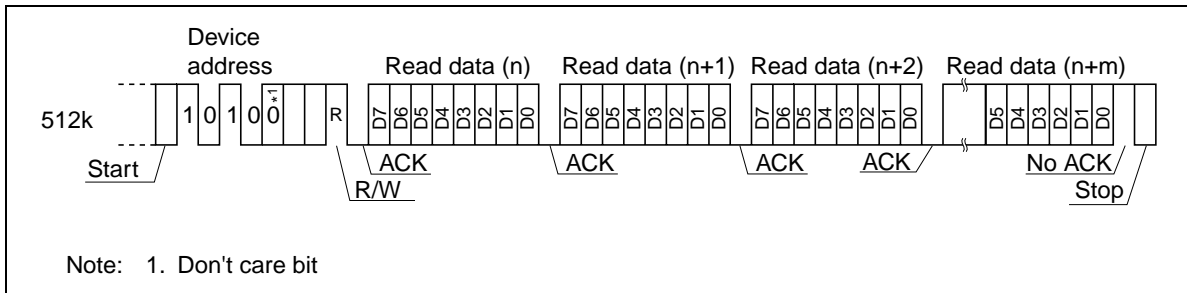 Device
address
Read data (n) Read data (n+1) Read data (n+2) Read data (n+m)
512k
1 0 1 0 0*1 R D7 D6 D5 D4 D3 D2 D1 D0 D7 D6 D5 D4 D3 D2 D1 D0 D7 D6 D5 D4 D3 D2 D1 D0 D5 D4 D3 D2 D1 D0
Start ACK ACK ACK ACK No ACK
R/W Stop
Note: 1. Don't care bit